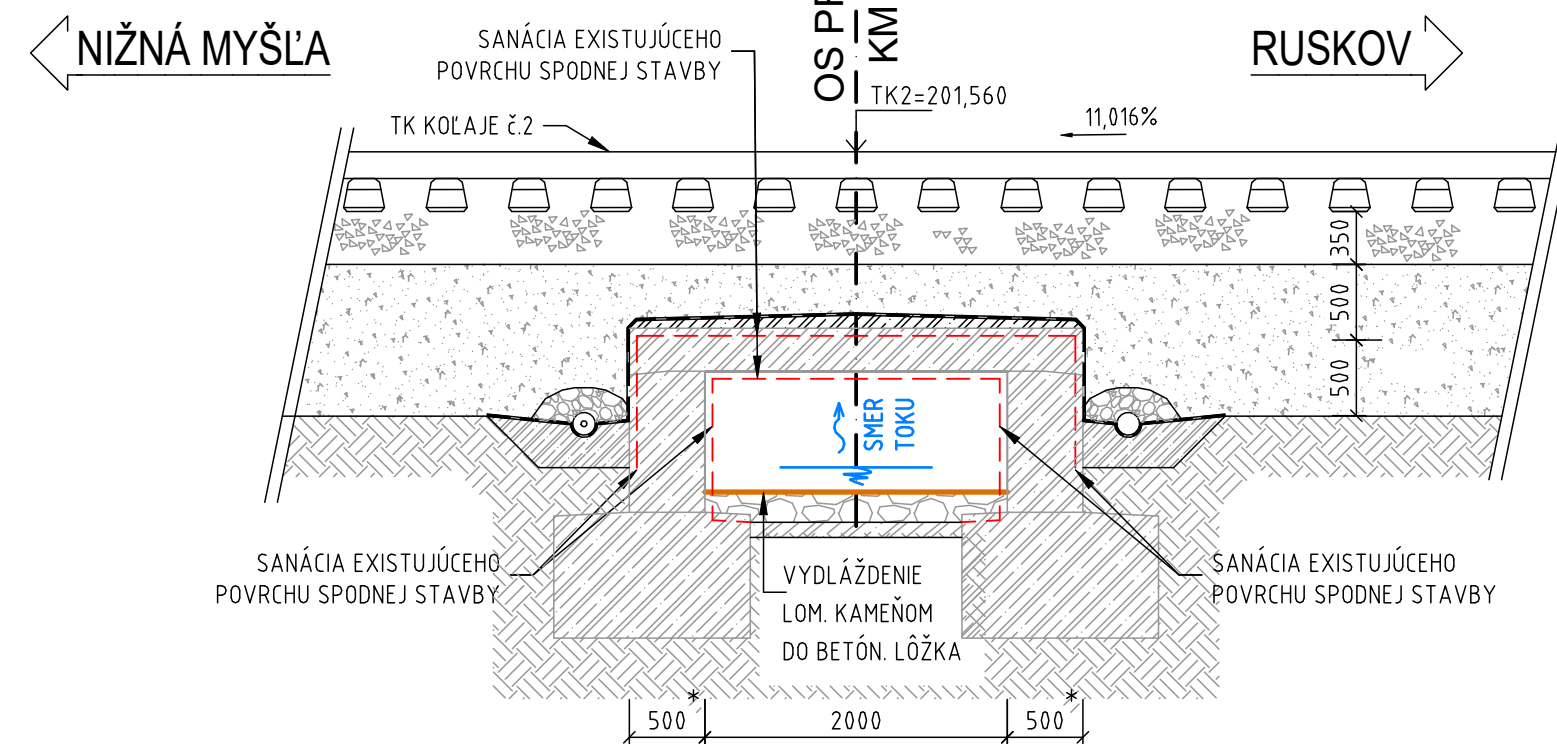 NIŽNÁ MYŠĽA
SANÁCIA EXISTUJÚCEHO
POVRCHU SPODNEJ STAVBY
OS
KM
RUSKOV
TK2=201,560
TK KOĽAJE č.2
11,016%
350
500
500
SMER
TOKU
SANÁCIA EXISTUJÚCEHO
POVRCHU SPODNEJ STAVBY
VYDLÁŽDENIE
LOM. KAMEŇOM
DO BETÓN. LÔŽKA
SANÁCIA EXISTUJÚCEHO
POVRCHU SPODNEJ STAVBY
500*
2000
500*